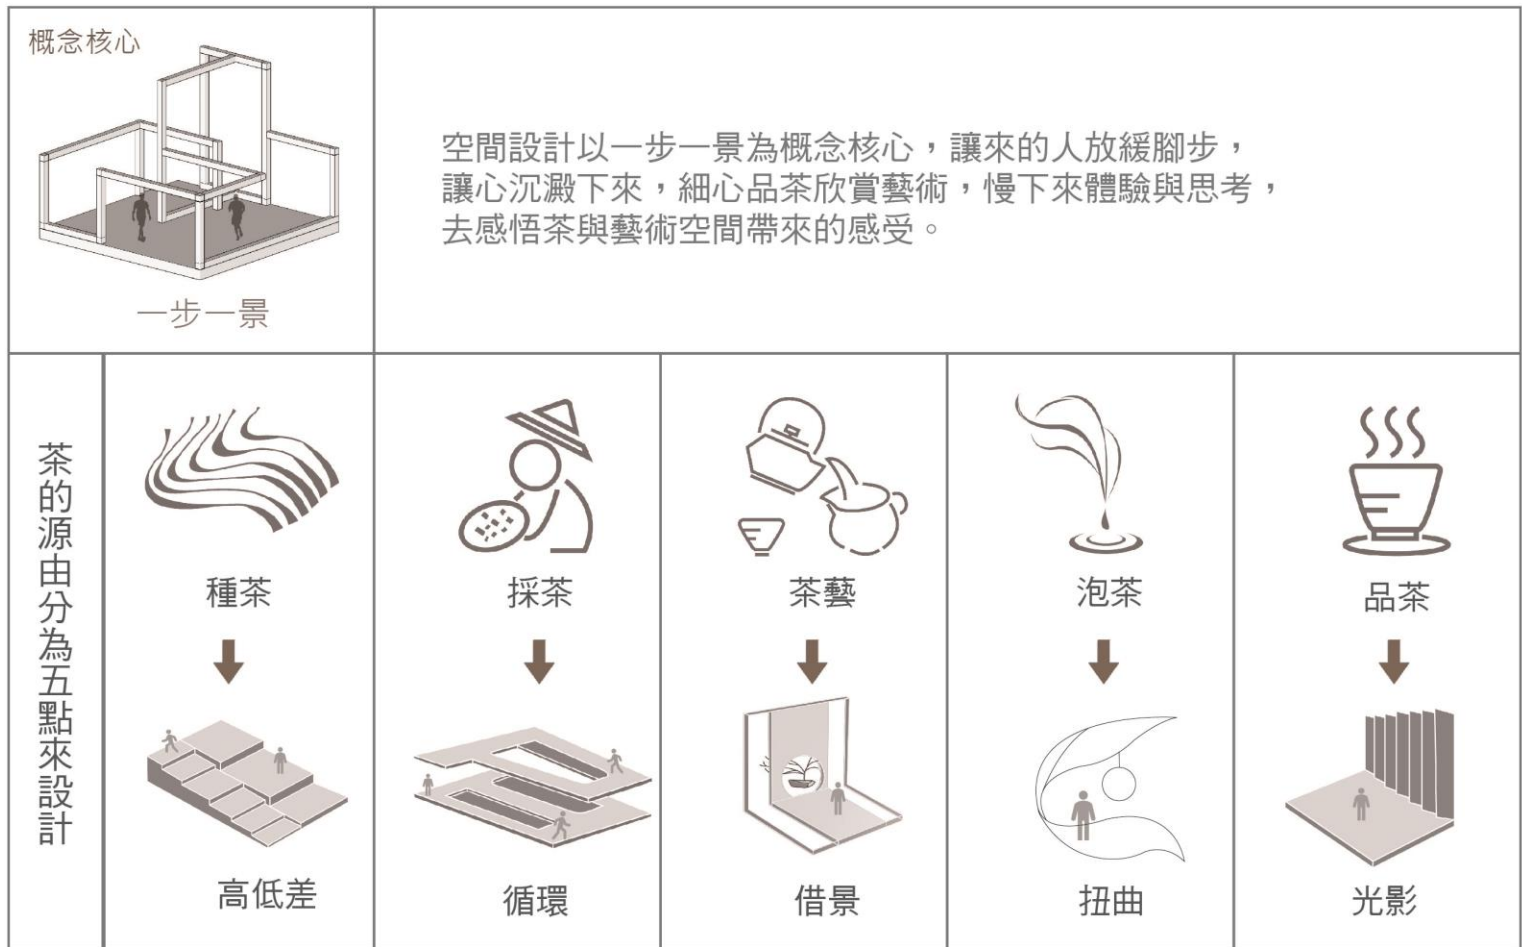 概念核心
一步一景
空間設計以一步一景為概念核心，讓來的人放緩腳步，
讓心沉澱下來，細心品茶欣賞藝術，慢下來體驗與思考，
去感悟茶與藝術空間帶來的感受。
茶的源由分為五點來設計
種茶
採茶
茶藝
泡茶
品茶
高低差
循環
借景
扭曲
光影